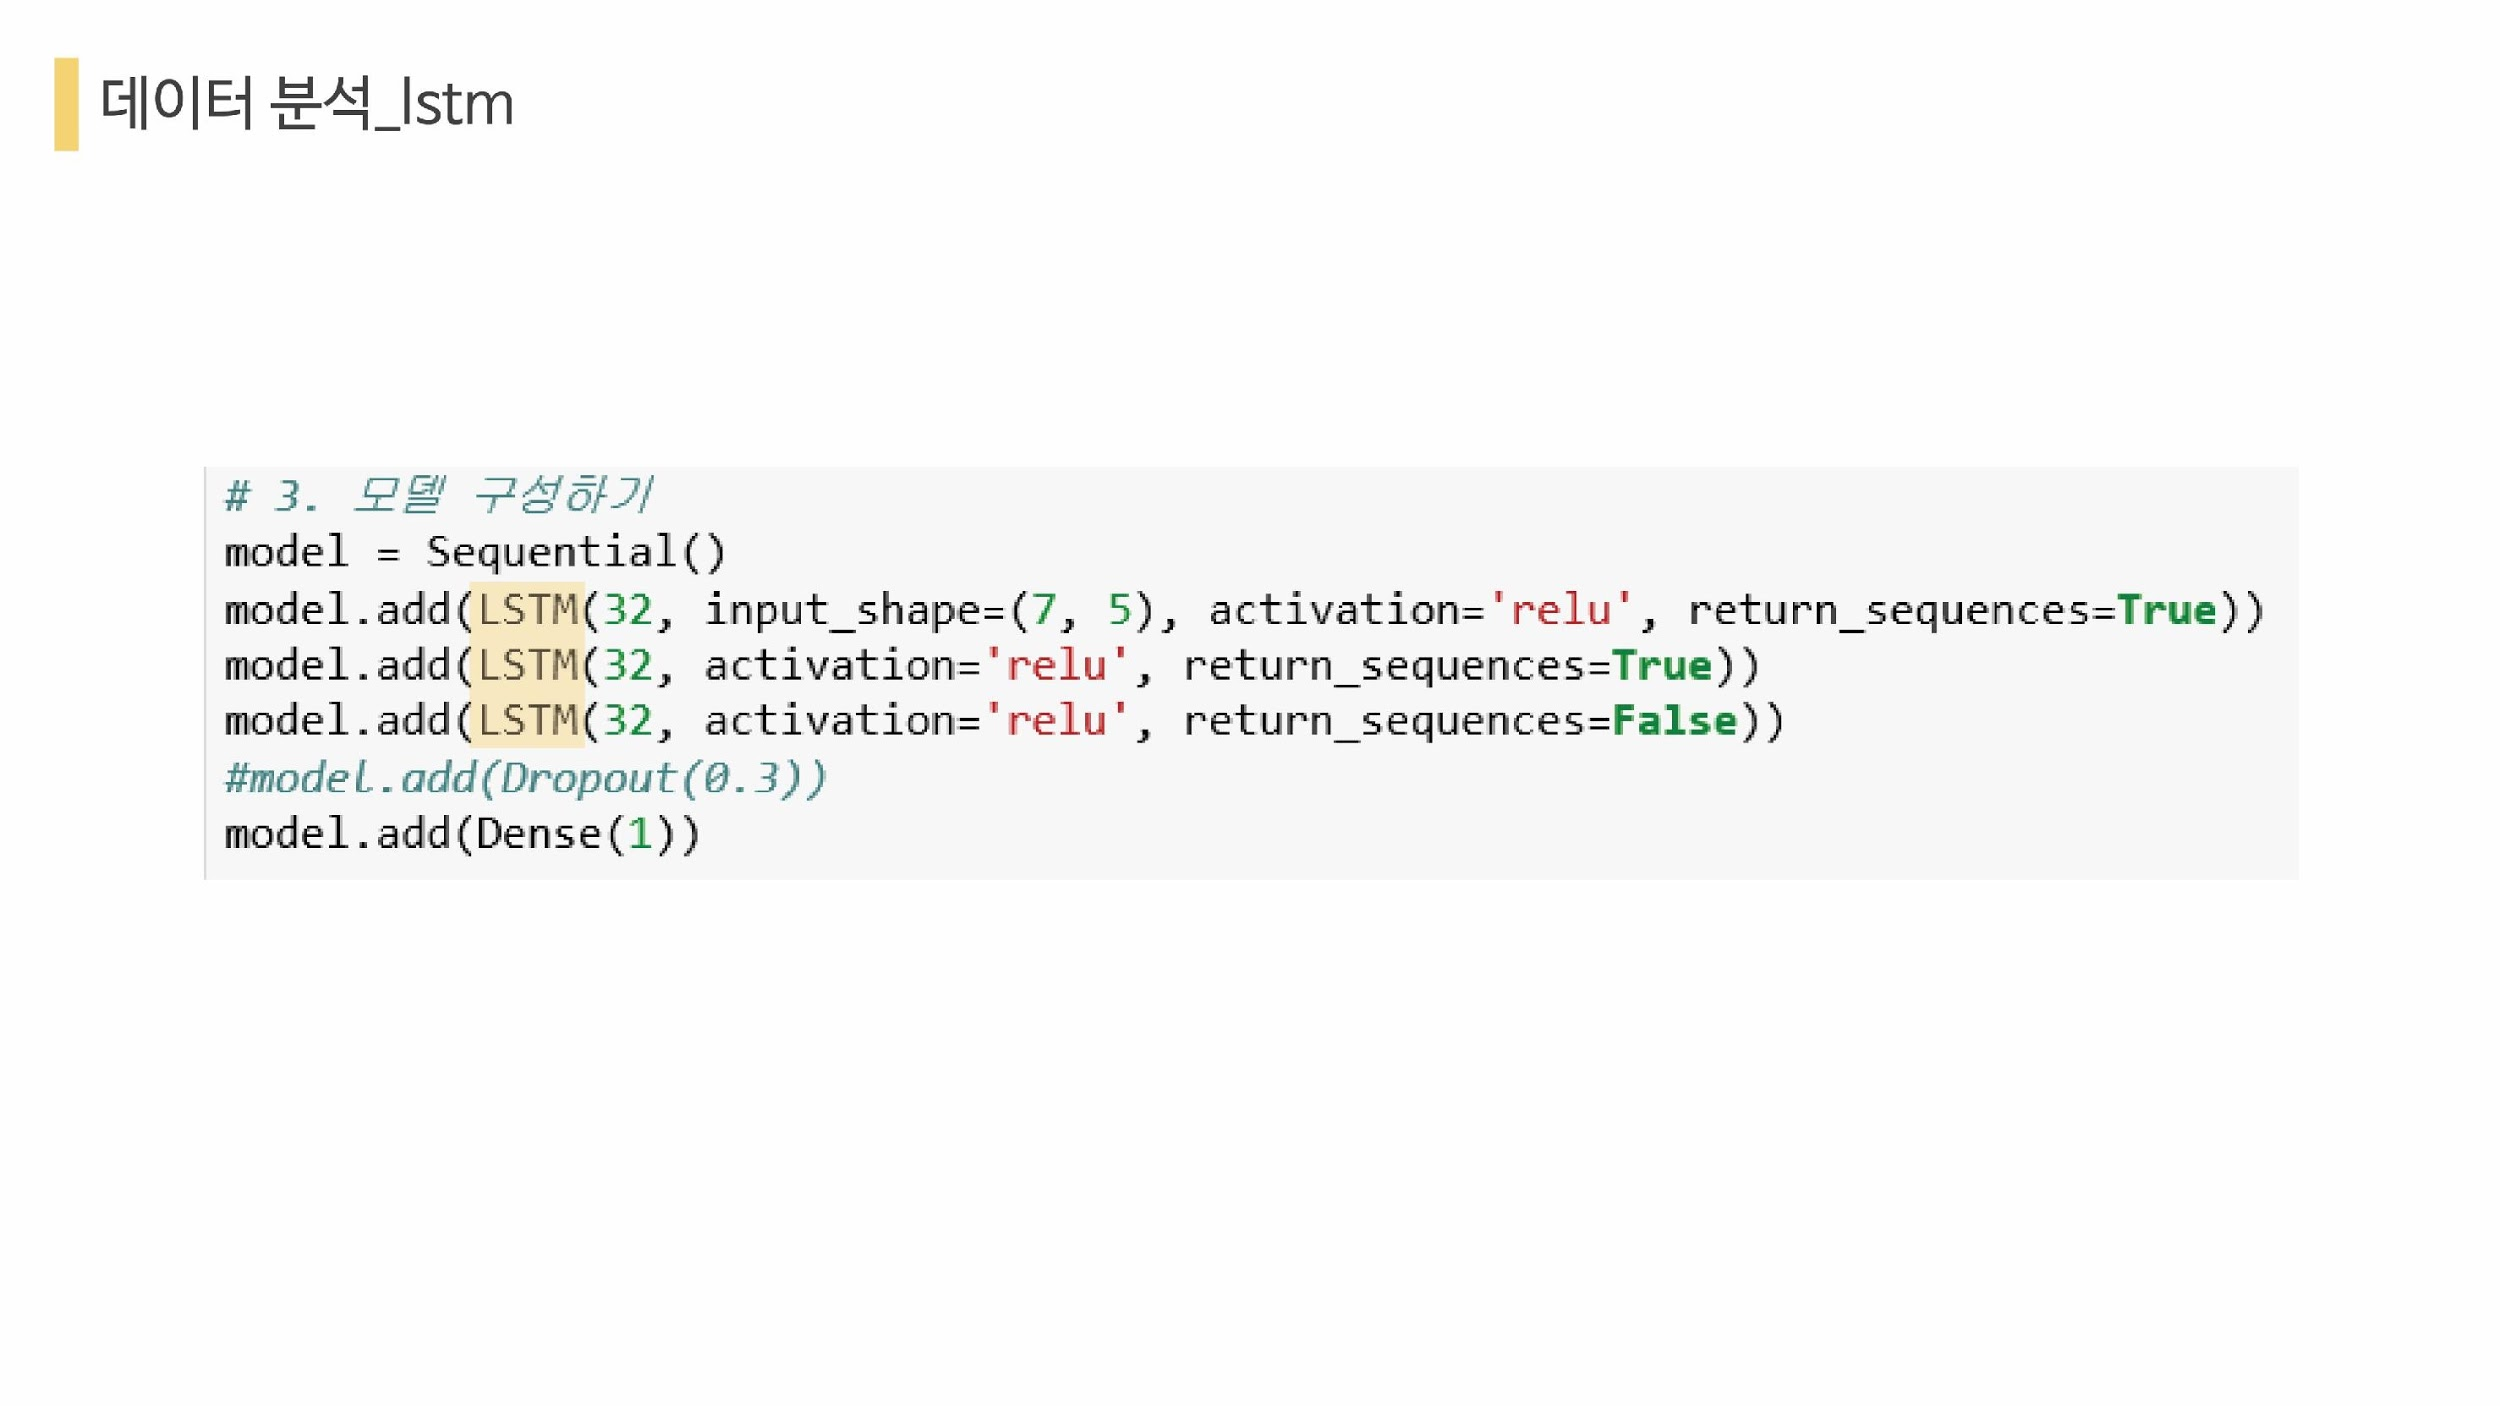 데이터 분석_lstm
# 3. 모델 구성하기
model = Sequential()
model.add(LSTM(32, input_shape=(7, 5), activation='relu', return_sequences=True))
model.add(LSTM(32, activation='relu', return_sequences=True))
model.add(LSTM(32, activation='relu', return_sequences=False))
#model.add(Dropout(0.3))
model.add(Dense(1))